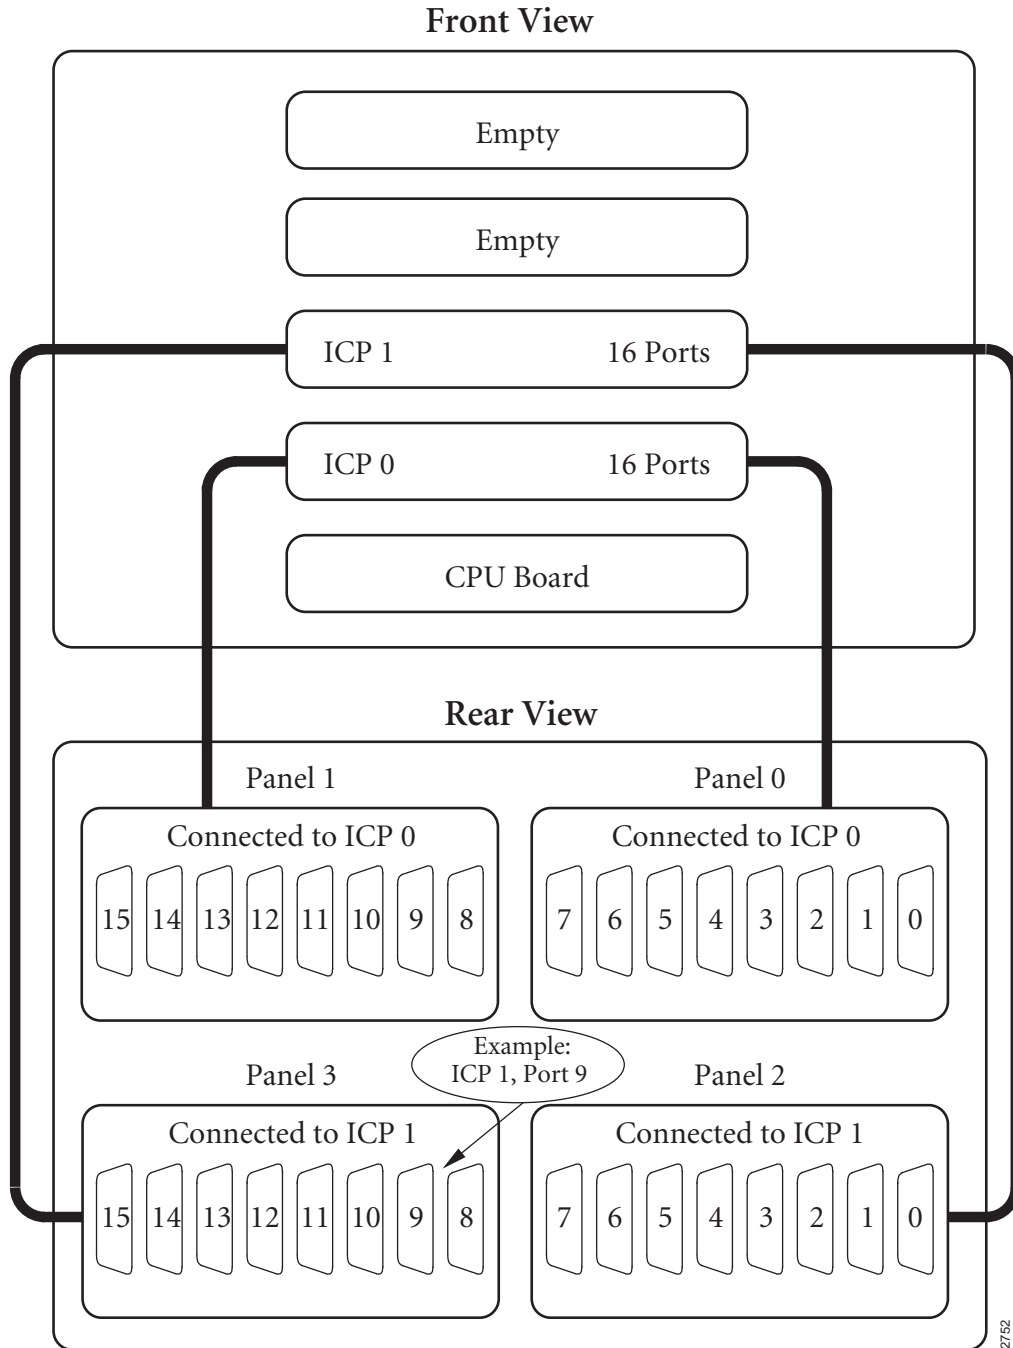 Front View
Empty
Empty
ICP 1 16 Ports
ICP 0 16 Ports
CPU Board
Rear View
Panel 1 Panel 0
Connected to ICP 0 Connected to ICP 0
15 14 13 12 11 10 9 8 7 6 5 4 3 2 1 0
Example:
ICP 1, Port 9
Panel 3 Panel 2
Connected to ICP 1 Connected to ICP 1
15 14 13 12 11 10 9 8 7 6 5 4 3 2 1 0
2752